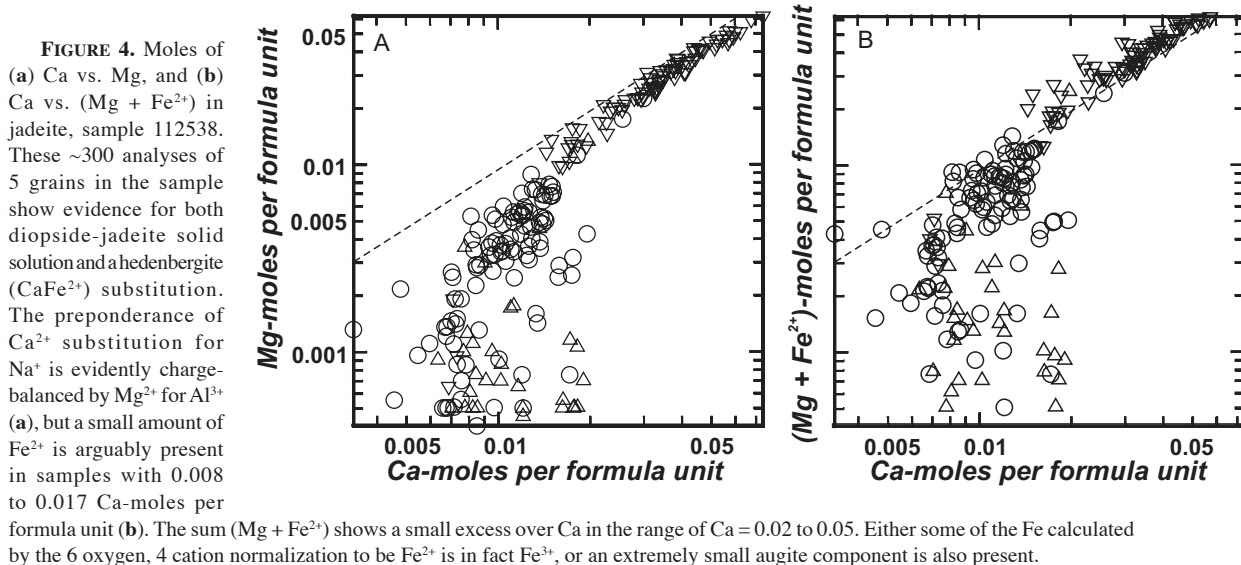 FIGURE 4. Moles of
(a) Ca vs. Mg, and (b)
Ca vs. (Mg + Fe²⁺) in
jadeite, sample 112538.
These ~300 analyses of
5 grains in the sample
show evidence for both
diopside-jadeite solid
solution and a hedenbergite
(CaFe²⁺) substitution.
The preponderance of
Ca²⁺ substitution for
Na⁺ is evidently charge-
balanced by Mg²⁺ for Al³⁺
(a), but a small amount of
Fe²⁺ is arguably present
in samples with 0.008
to 0.017 Ca-moles per
formula unit (b). The sum (Mg + Fe²⁺) shows a small excess over Ca in the range of Ca = 0.02 to 0.05. Either some of the Fe calculated
by the 6 oxygen, 4 cation normalization to be Fe²⁺ is in fact Fe³⁺, or an extremely small augite component is also present.
A
Mg-moles per formula unit
0.05
0.01
0.005
0.001
0.005 0.01 0.05
Ca-moles per formula unit
B
(Mg + Fe²⁺)-moles per formula unit
0.005 0.01 0.05
Ca-moles per formula unit